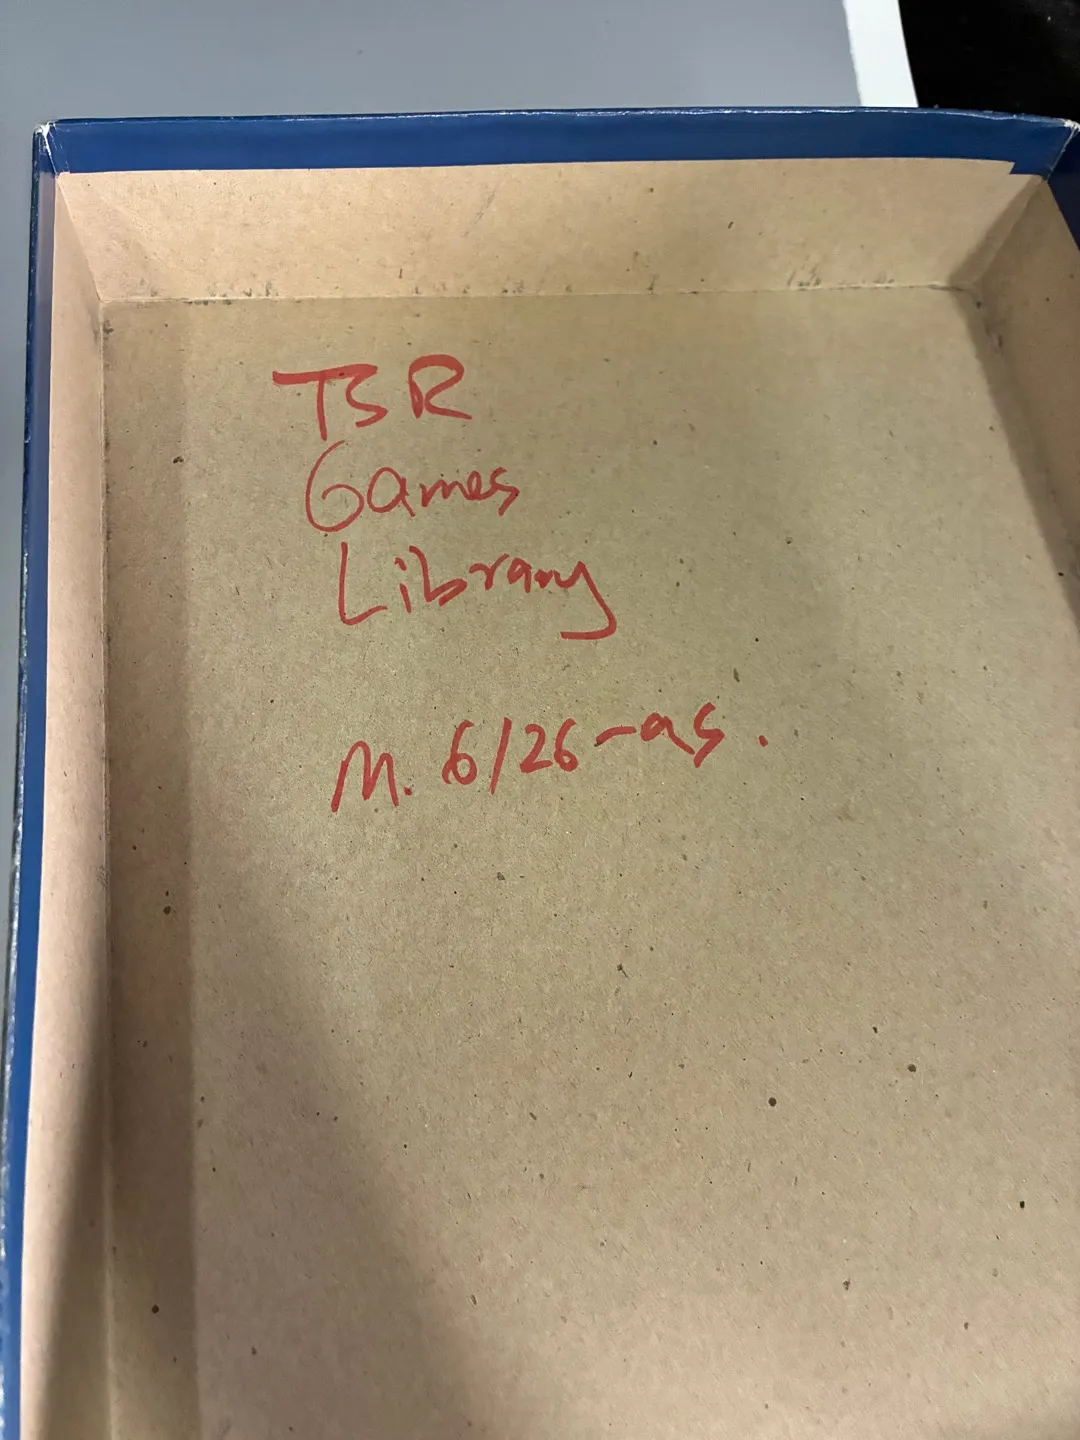 TSR
Games
Library
M. 6/26-as.